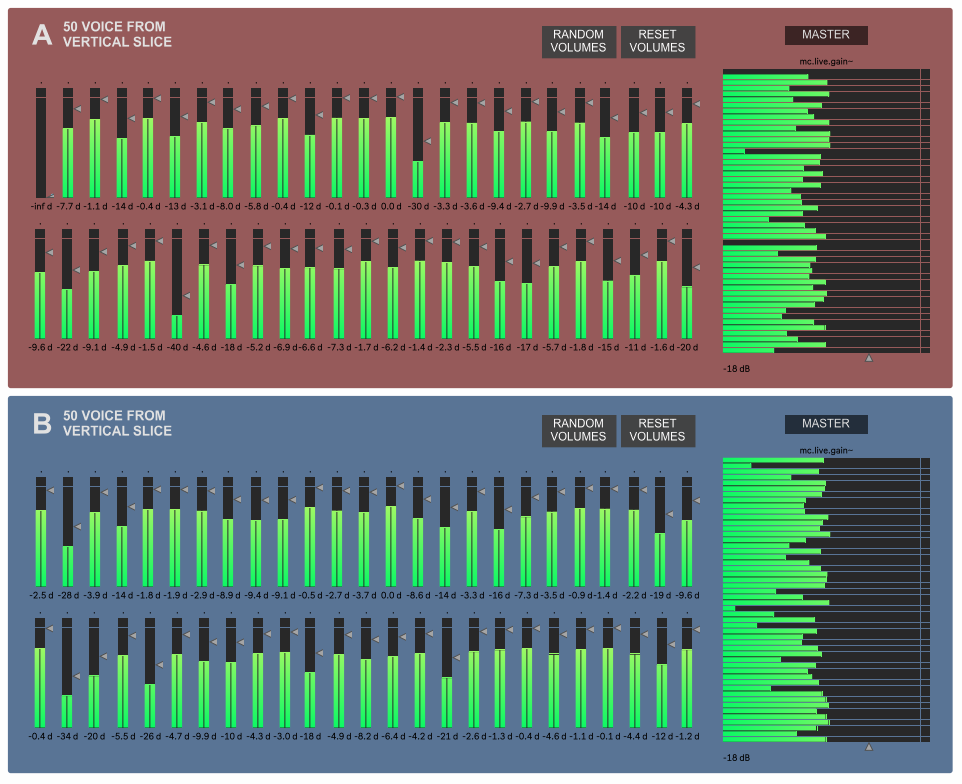 A
50 VOICE FROM
VERTICAL SLICE
RANDOM
VOLUMES
RESET
VOLUMES
MASTER
mc.live.gain~
-inf d -7.7 d -1.1 d -14 d -0.4 d -13 d -3.1 d -8.0 d -5.8 d -0.4 d -12 d -0.1 d -0.3 d 0.0 d -30 d -3.3 d -3.6 d -9.4 d -2.7 d -9.9 d -3.5 d -14 d -10 d -10 d -4.3 d
-9.6 d -22 d -9.1 d -4.9 d -1.5 d -40 d -4.6 d -18 d -5.2 d -6.9 d -6.6 d -7.3 d -1.7 d -6.2 d -1.4 d -2.3 d -5.5 d -16 d -17 d -5.7 d -1.8 d -15 d -11 d -1.6 d -20 d
-18 dB
B
50 VOICE FROM
VERTICAL SLICE
RANDOM
VOLUMES
RESET
VOLUMES
MASTER
mc.live.gain~
-2.5 d -28 d -3.9 d -14 d -1.8 d -1.9 d -2.9 d -8.9 d -9.4 d -9.1 d -0.5 d -2.7 d -3.7 d 0.0 d -8.6 d -14 d -3.3 d -16 d -7.3 d -3.5 d -0.9 d -1.4 d -2.2 d -19 d -9.6 d
-0.4 d -34 d -20 d -5.5 d -26 d -4.7 d -9.9 d -10 d -4.3 d -3.0 d -18 d -4.9 d -8.2 d -6.4 d -4.2 d -21 d -2.6 d -1.3 d -0.4 d -4.6 d -1.1 d -0.1 d -4.4 d -12 d -1.2 d
-18 dB